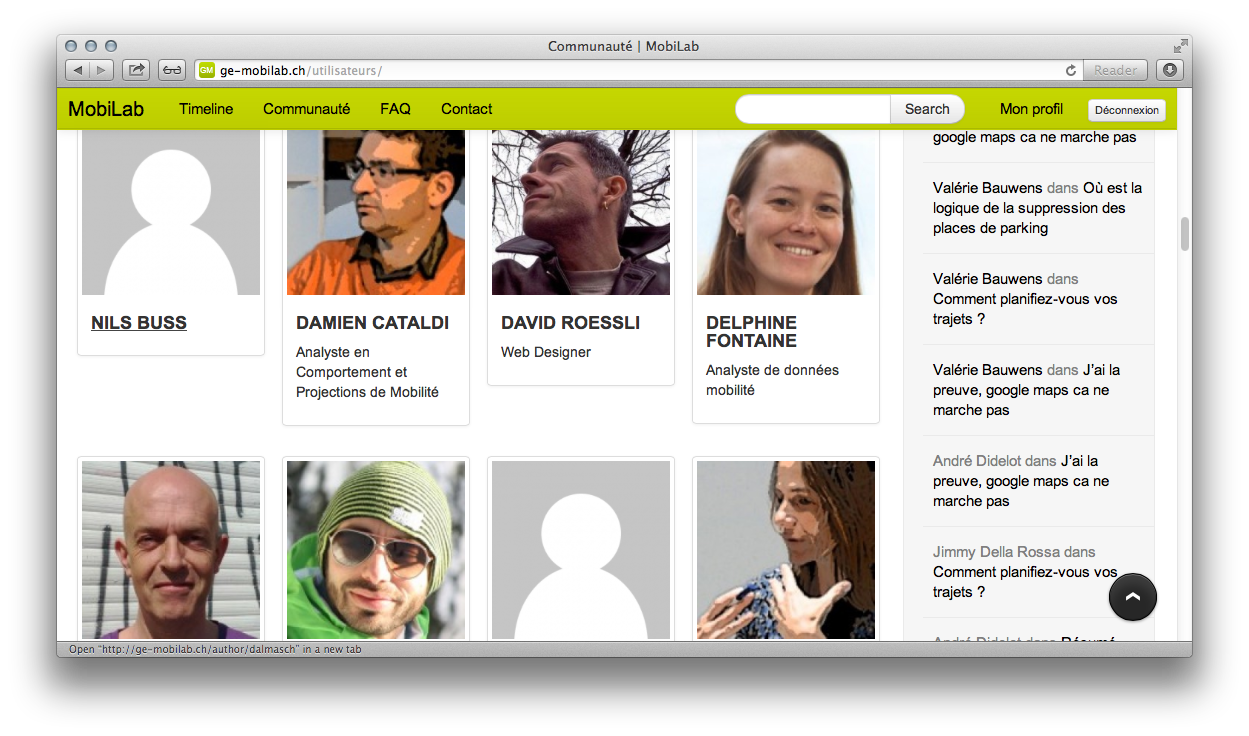 Communauté | MobiLab
GM ge-mobilab.ch/utilisateurs/
Reader
MobiLab Timeline Communauté FAQ Contact Search Mon profil Déconnexion
NILS BUSS
DAMIEN CATALDI
Analyste en
Comportement et
Projections de Mobilité
DAVID ROESSLI
Web Designer
DELPHINE
FONTAINE
Analyste de données
mobilité
google maps ca ne marche pas
Valérie Bauwens dans Où est la
logique de la suppression des
places de parking
Valérie Bauwens dans
Comment planifiez-vous vos
trajets ?
Valérie Bauwens dans J'ai la
preuve, google maps ca ne
marche pas
André Didelot dans J'ai la
preuve, google maps ca ne
marche pas
Jimmy Della Rossa dans
Comment planifiez-vous vos
trajets ?
André Didelot dans Résumé
Open "http://ge-mobilab.ch/author/dalmasch" in a new tab